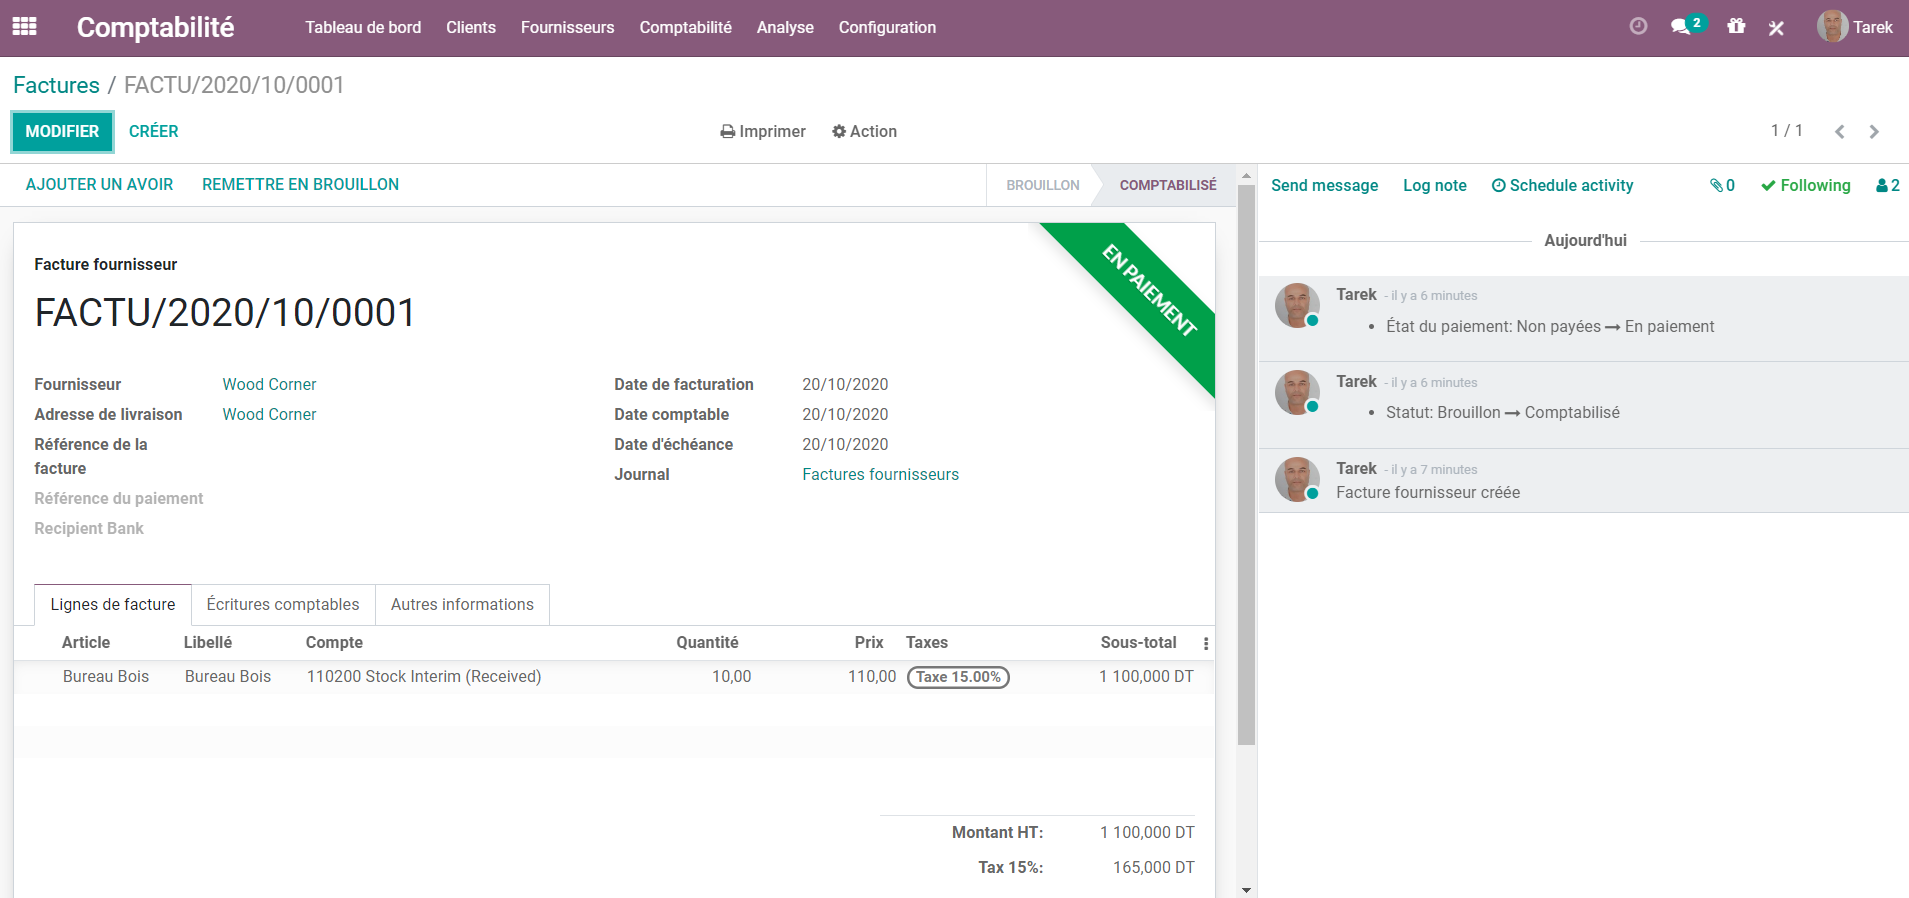 Comptabilité
Tableau de bord Clients Fournisseurs Comptabilité Analyse Configuration
2 Tarek
Factures / FACTU/2020/10/0001
MODIFIER CRÉER Imprimer Action 1 / 1
AJOUTER UN AVOIR REMETTRE EN BROUILLON BROUILLON COMPTABILISÉ
Send message Log note Schedule activity 0 Following 2
Aujourd'hui
Tarek - il y a 6 minutes
• État du paiement: Non payées → En paiement
Tarek - il y a 6 minutes
• Statut: Brouillon → Comptabilisé
Tarek - il y a 7 minutes
Facture fournisseur créée
EN PAIEMENT
Facture fournisseur
FACTU/2020/10/0001
Fournisseur Wood Corner
Adresse de livraison Wood Corner
Référence de la
facture
Référence du paiement
Recipient Bank
Date de facturation 20/10/2020
Date comptable 20/10/2020
Date d'échéance 20/10/2020
Journal Factures fournisseurs
Lignes de facture Écritures comptables Autres informations
Article Libellé Compte Quantité Prix Taxes Sous-total
Bureau Bois Bureau Bois 110200 Stock Interim (Received) 10,00 110,00 Taxe 15.00% 1 100,000 DT
Montant HT: 1 100,000 DT
Tax 15%: 165,000 DT